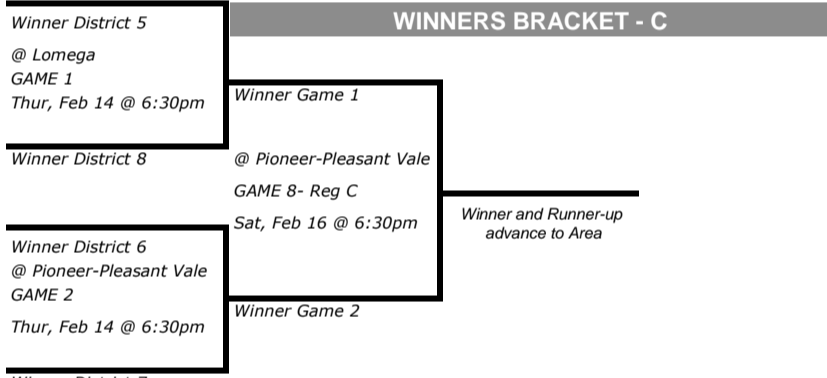 WINNERS BRACKET - C
Winner District 5
@ Lomega
GAME 1
Thur, Feb 14 @ 6:30pm
Winner District 8
Winner Game 1
@ Pioneer-Pleasant Vale
GAME 8- Reg C
Sat, Feb 16 @ 6:30pm
Winner Game 2
Winner and Runner-up
advance to Area
Winner District 6
@ Pioneer-Pleasant Vale
GAME 2
Thur, Feb 14 @ 6:30pm